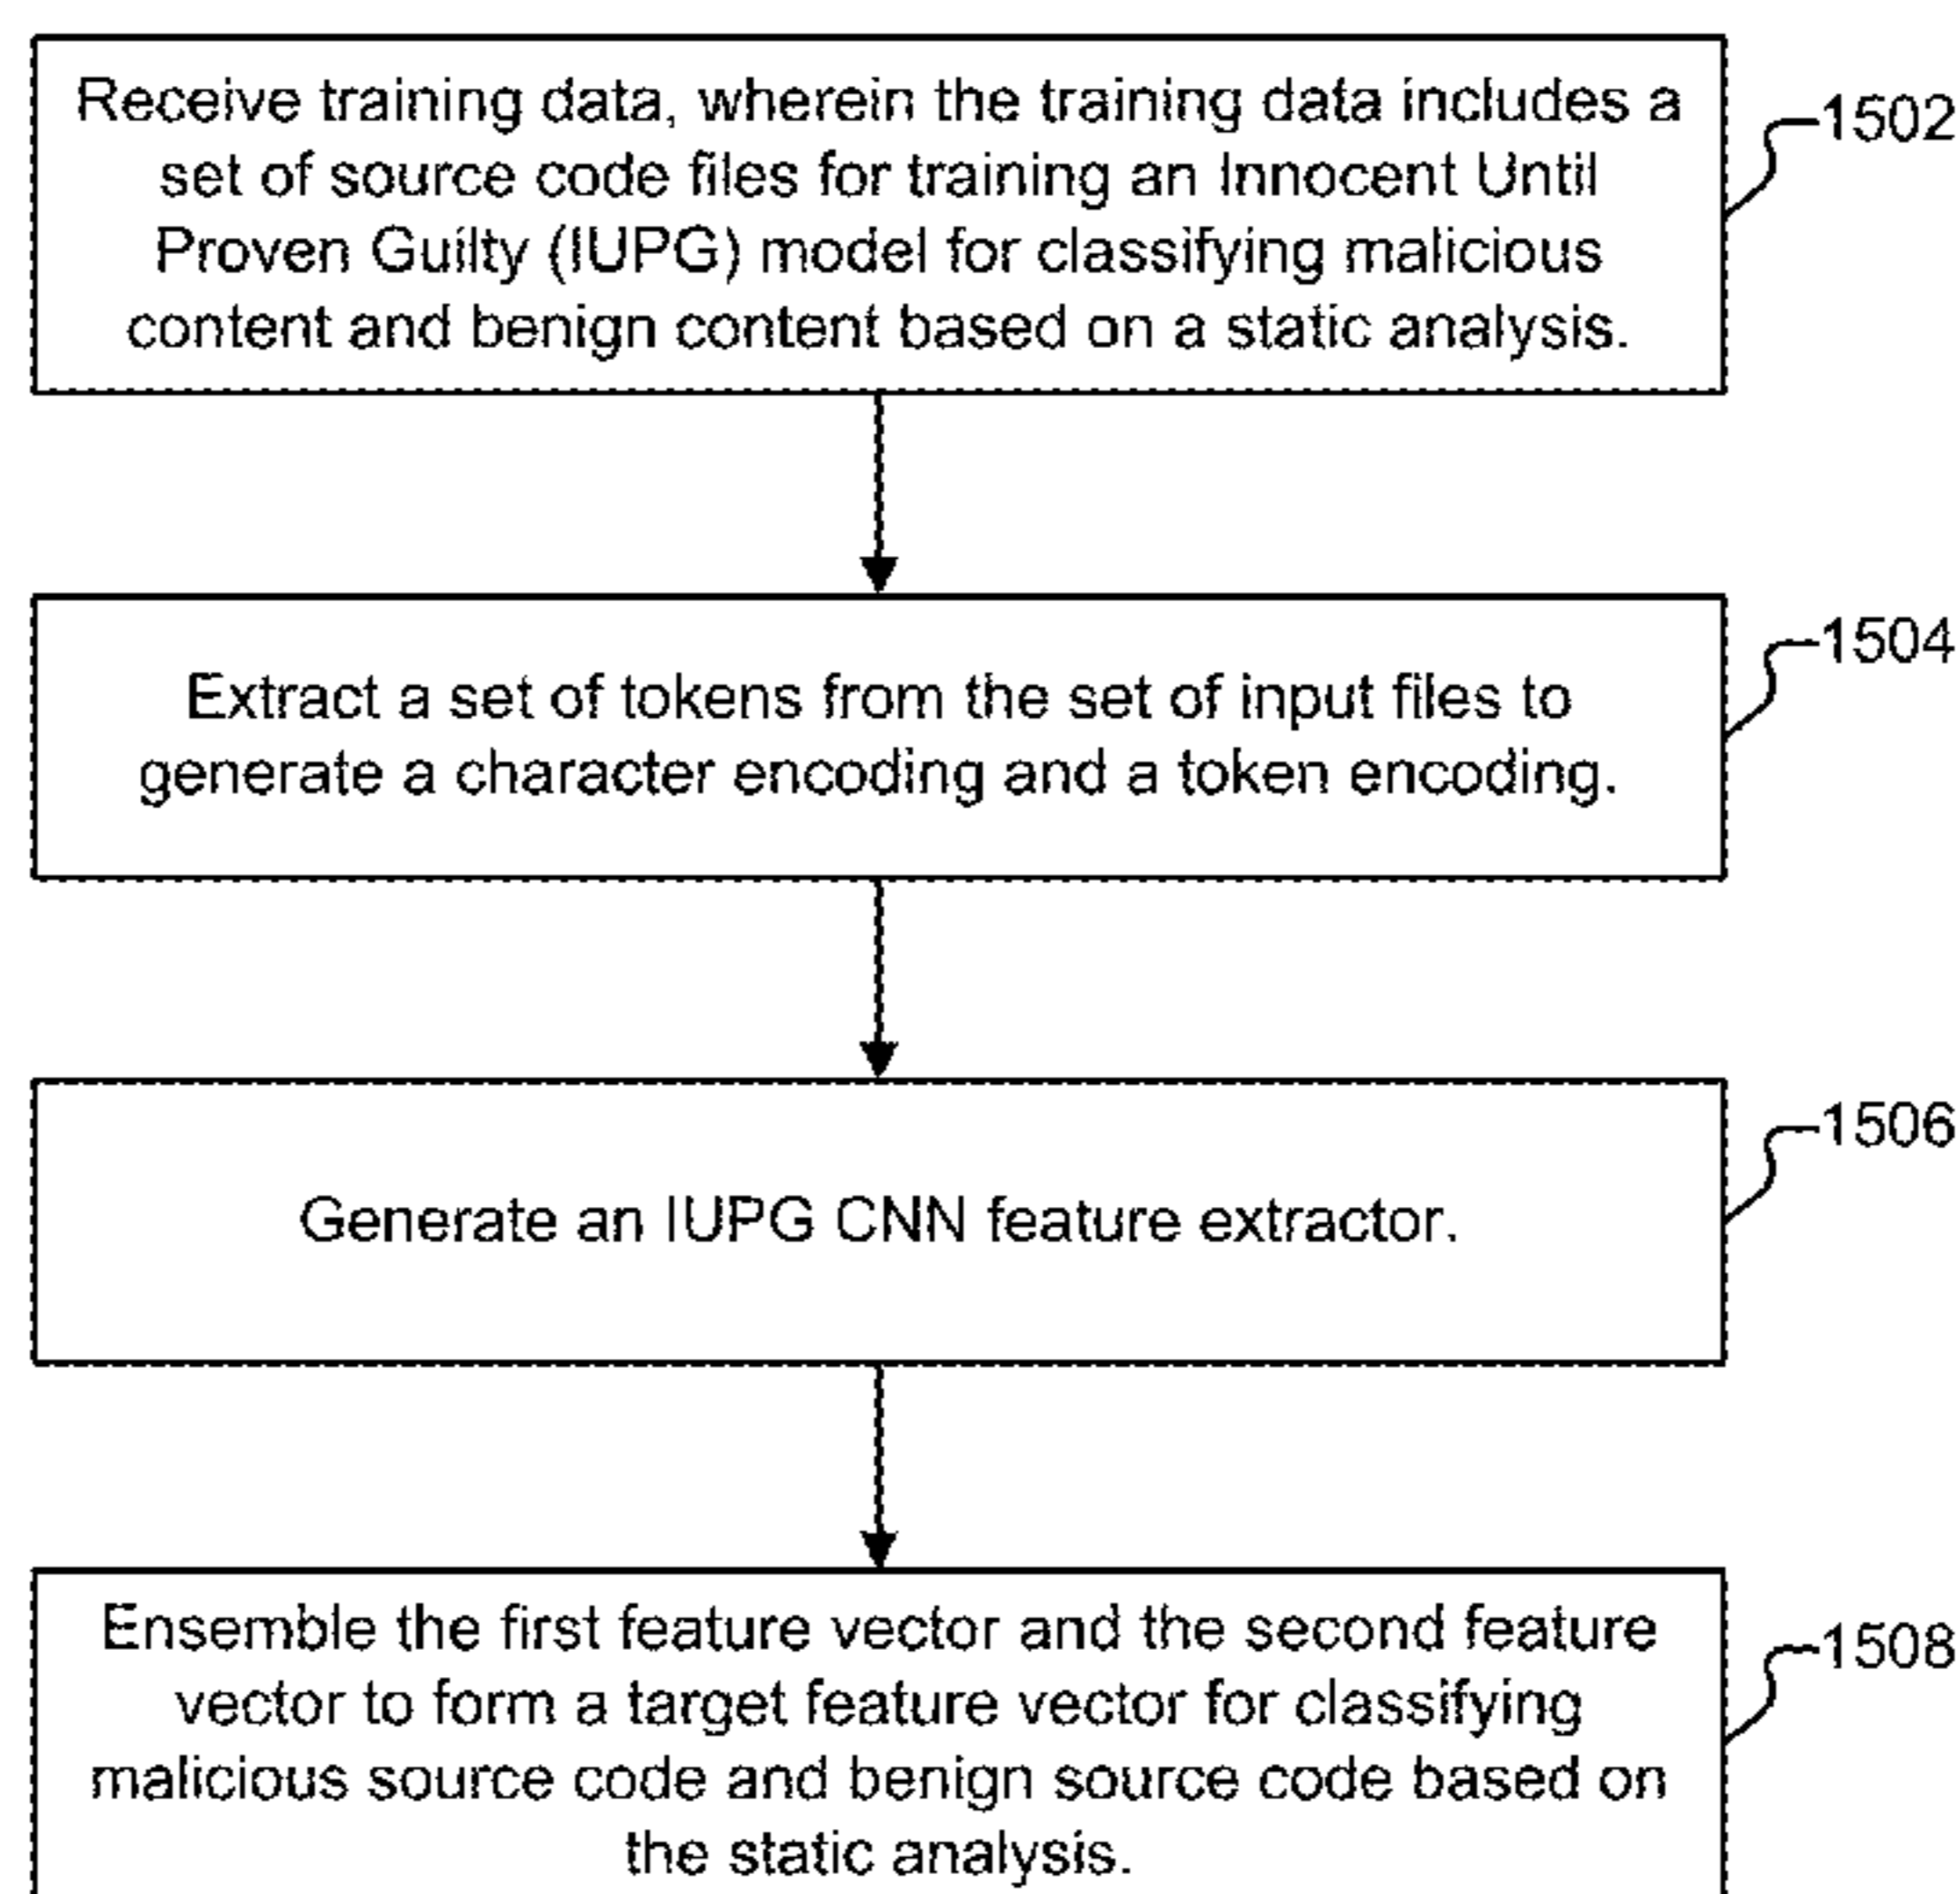 Receive training data, wherein the training data includes a
set of source code files for training an Innocent Until
Proven Guilty (IUPG) model for classifying malicious
content and benign content based on a static analysis.
1502
Extract a set of tokens from the set of input files to
generate a character encoding and a token encoding.
1504
Generate an IUPG CNN feature extractor.
1506
Ensemble the first feature vector and the second feature
vector to form a target feature vector for classifying
malicious source code and benign source code based on
the static analysis.
1508